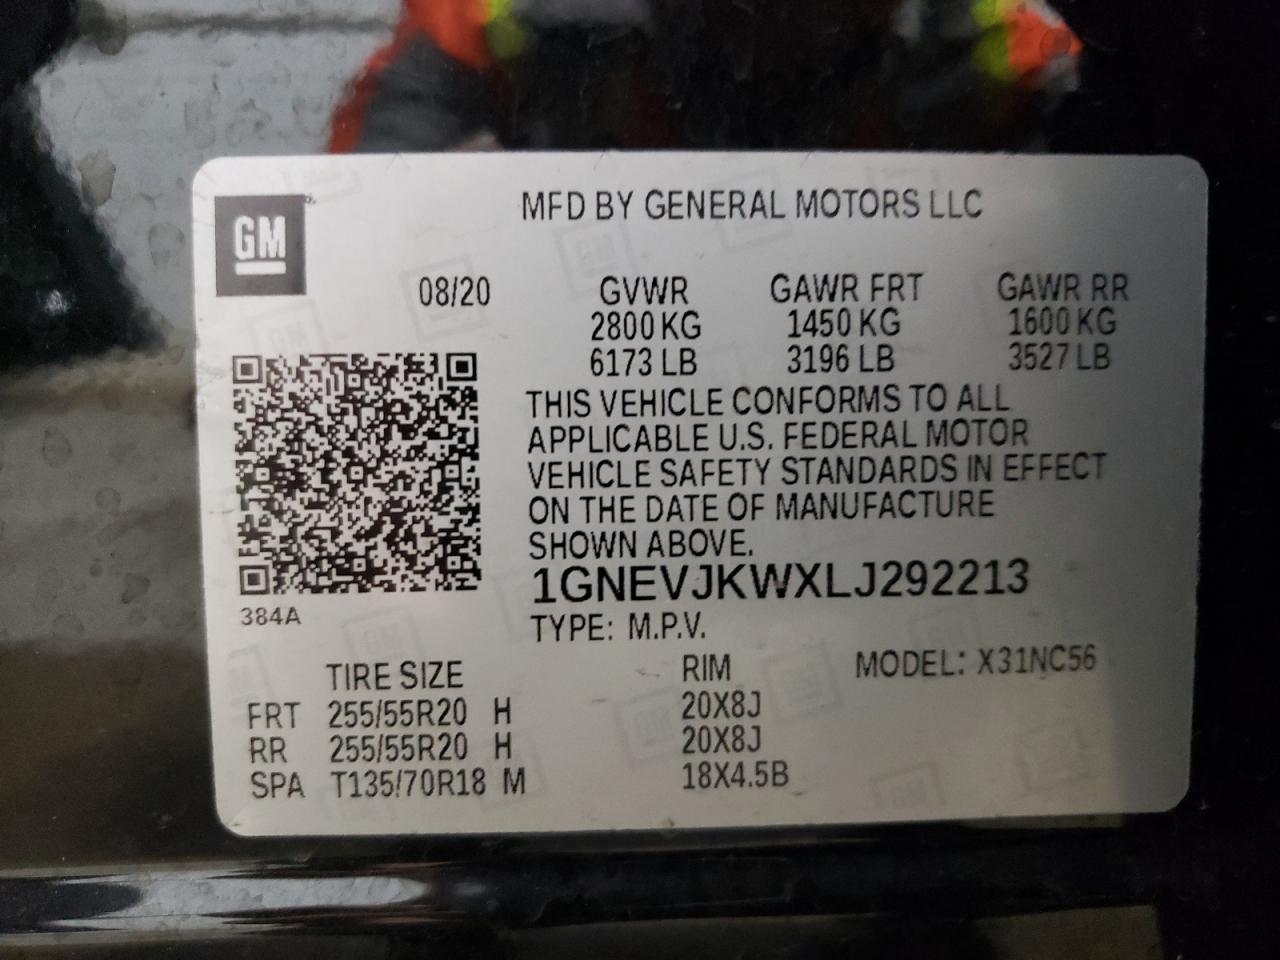 GM
MFD BY GENERAL MOTORS LLC
08/20 GVWR GAWR FRT GAWR RR
2800 KG 1450 KG 1600 KG
6173 LB 3196 LB 3527 LB
THIS VEHICLE CONFORMS TO ALL
APPLICABLE U.S. FEDERAL MOTOR
VEHICLE SAFETY STANDARDS IN EFFECT
ON THE DATE OF MANUFACTURE
SHOWN ABOVE.
1GNEVJKWXLJ292213
384A
TYPE: M.P.V.
TIRE SIZE RIM MODEL: X31NC56
FRT 255/55R20 H 20X8J
RR 255/55R20 H 20X8J
SPA T135/70R18 M 18X4.5B